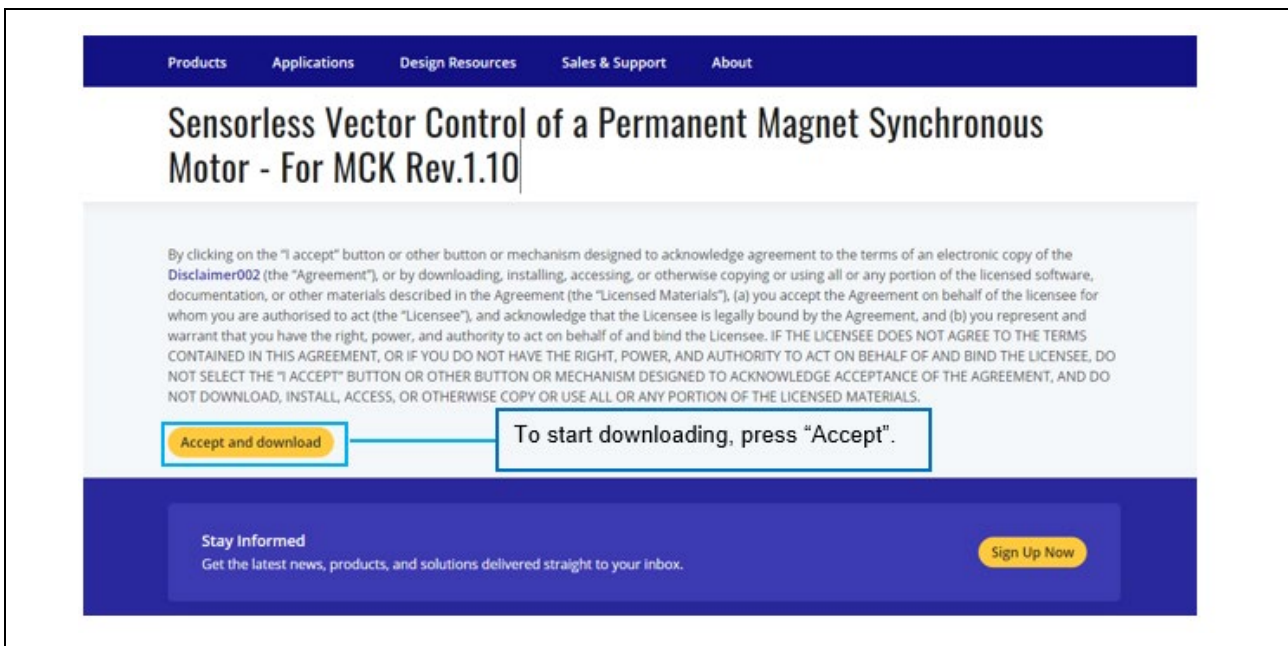 Products Applications Design Resources Sales & Support About
Sensorless Vector Control of a Permanent Magnet Synchronous
Motor - For MCK Rev.1.10
By clicking on the "I accept" button or other button or mechanism designed to acknowledge agreement to the terms of an electronic copy of the
Disclaimer002 (the "Agreement"), or by downloading, installing, accessing, or otherwise copying or using all or any portion of the licensed software,
documentation, or other materials described in the Agreement (the "Licensed Materials"), (a) you accept the Agreement on behalf of the licensee for
whom you are authorised to act (the "Licensee"), and acknowledge that the Licensee is legally bound by the Agreement, and (b) you represent and
warrant that you have the right, power, and authority to act on behalf of and bind the Licensee. IF THE LICENSEE DOES NOT AGREE TO THE TERMS
CONTAINED IN THIS AGREEMENT, OR IF YOU DO NOT HAVE THE RIGHT, POWER, AND AUTHORITY TO ACT ON BEHALF OF AND BIND THE LICENSEE, DO
NOT SELECT THE "I ACCEPT" BUTTON OR OTHER BUTTON OR MECHANISM DESIGNED TO ACKNOWLEDGE ACCEPTANCE OF THE AGREEMENT, AND DO
NOT DOWNLOAD, INSTALL, ACCESS, OR OTHERWISE COPY OR USE ALL OR ANY PORTION OF THE LICENSED MATERIALS.
Accept and download
To start downloading, press "Accept".
Stay Informed
Get the latest news, products, and solutions delivered straight to your inbox.
Sign Up Now